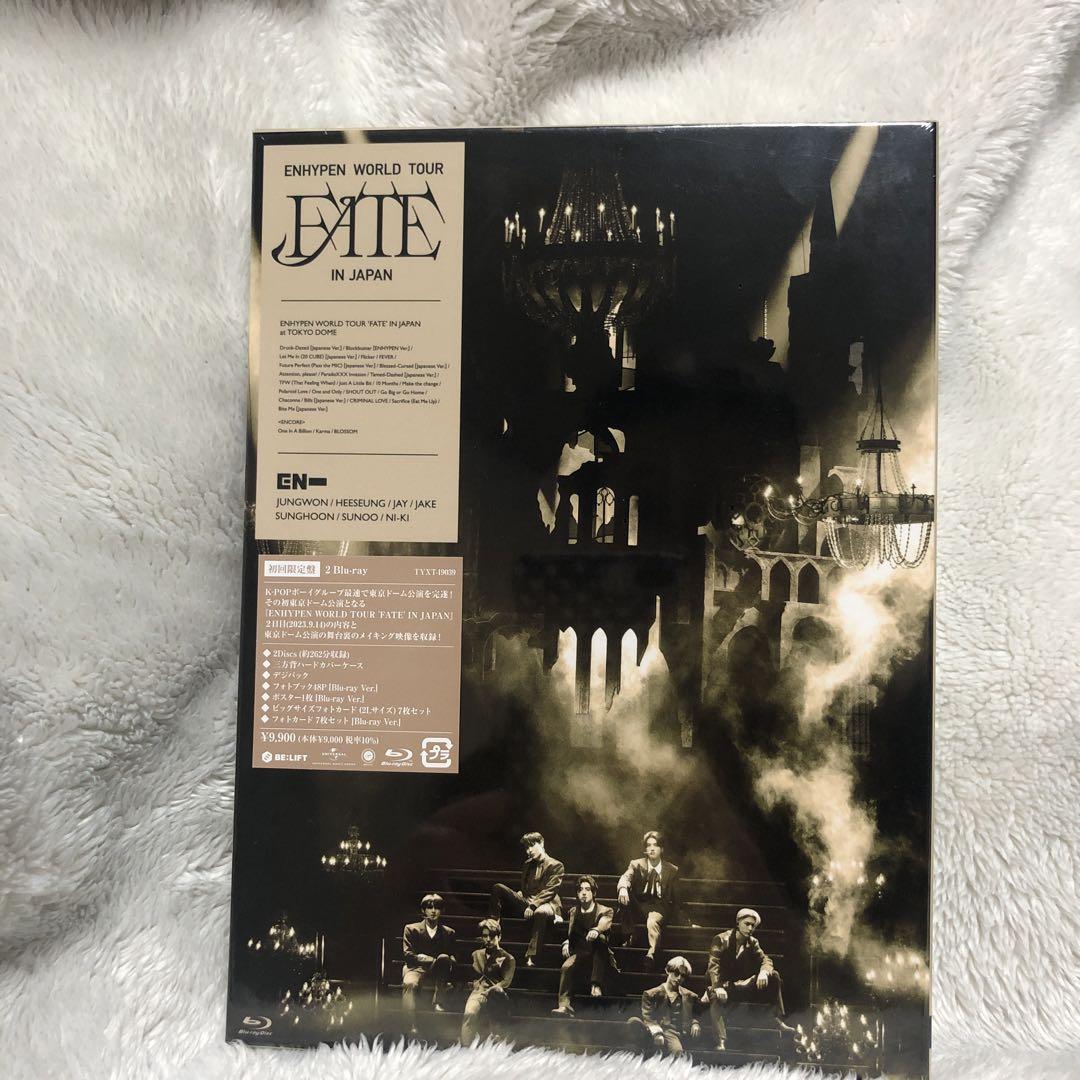 ENHYPEN WORLD TOUR
FATE
IN JAPAN
ENHYPEN WORLD TOUR 'FATE' IN JAPAN
at TOKYO DOME
Drunk-Dazed [Japanese Ver.] / Blockbuster [ENHYPEN Ver.] /
Let Me In (20 CUBE) [Japanese Ver.] / Flicker / FEVER /
Future Perfect (Pass the MIC) [Japanese Ver.] / Blessed-Cursed [Japanese Ver.] /
Attention, please! / ParadoXXX Invasion / Tamed-Dashed [Japanese Ver.] /
TFW (That Feeling When) / Just A Little Bit / 10 Months / Make the change /
Polaroid Love / One and Only / SHOUT OUT / Go Big or Go Home /
Chaconne / Bills [Japanese Ver.] / CRIMINAL LOVE / Sacrifice (Eat Me Up) /
Bite Me [Japanese Ver.]
<ENCORE>
One In A Billion / Karma / BLOSSOM
EN-
JUNGWON / HEESEUNG / JAY / JAKE
SUNGHOON / SUNOO / NI-KI
初回限定盤 2 Blu-ray TYXT-19039
K-POPボーイグループ最速で東京ドーム公演を完遂!
その初東京ドーム公演となる
『ENHYPEN WORLD TOUR 'FATE' IN JAPAN』
2日目(2023.9.14)の内容と
東京ドーム公演の舞台裏のメイキング映像を収録!
◆ 2Discs (約262分収録)
◆ 三方背ハードカバーケース
◆ デジパック
◆ フォトブック48P [Blu-ray Ver.]
◆ ポスター1枚 [Blu-ray Ver.]
◆ ビッグサイズフォトカード (2Lサイズ) 7枚セット
◆ フォトカード 7枚セット [Blu-ray Ver.]
¥9,900 (本体¥9,000 税率10%)
BE:LIFT UNIVERSAL Blu-ray Disc プラ
UNIVERSAL MUSIC GROUP
Blu-ray Disc